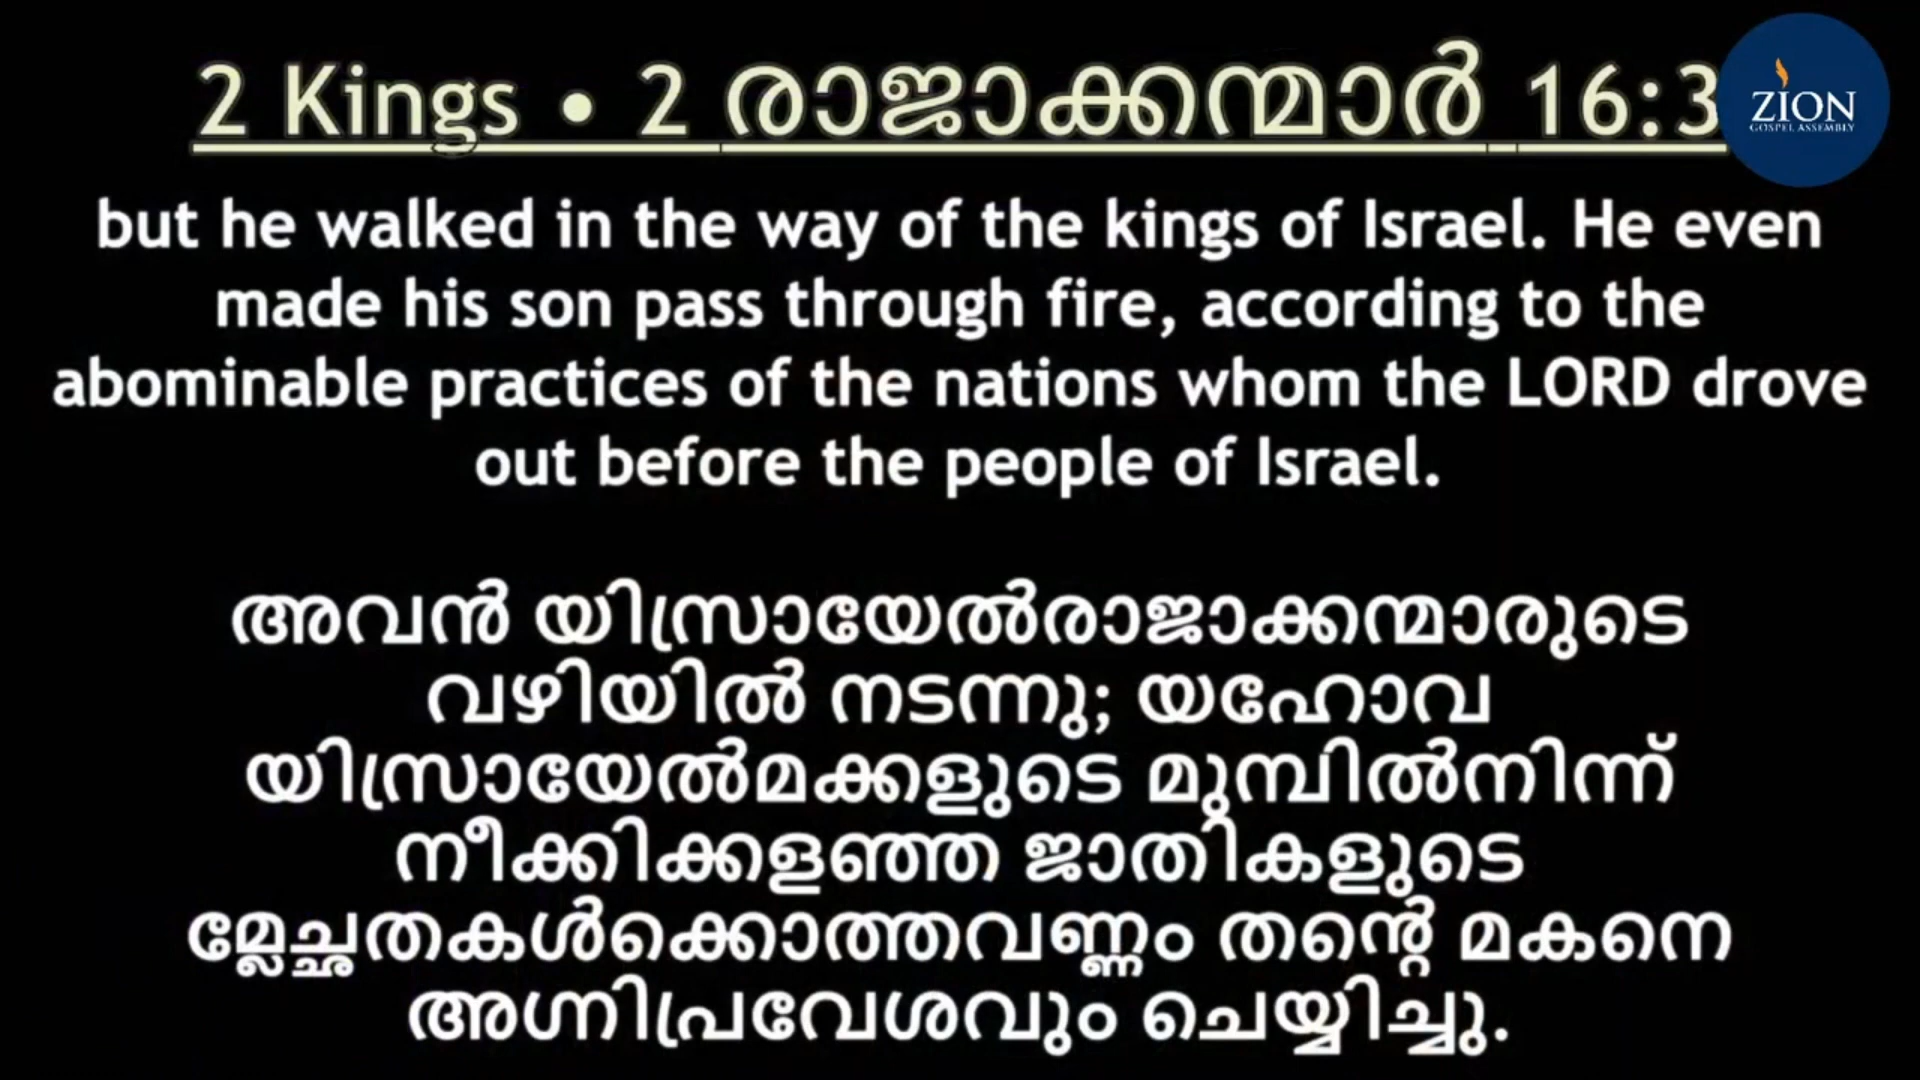 2 Kings • 2 രാജാക്കന്മാർ 16:3
ZION
GOSPEL ASSEMBLY
but he walked in the way of the kings of Israel. He even
made his son pass through fire, according to the
abominable practices of the nations whom the LORD drove
out before the people of Israel.
അവൻ യിസ്രായേൽരാജാക്കന്മാരുടെ
വഴിയിൽ നടന്നു; യഹോവ
യിസ്രായേൽമക്കളുടെ മുമ്പിൽനിന്ന്
നീക്കിക്കളഞ്ഞ ജാതികളുടെ
മ്ലേച്ഛതകൾക്കൊത്തവണ്ണം തന്റെ മകനെ
അഗ്നിപ്രവേശവും ചെയ്യിച്ചു.